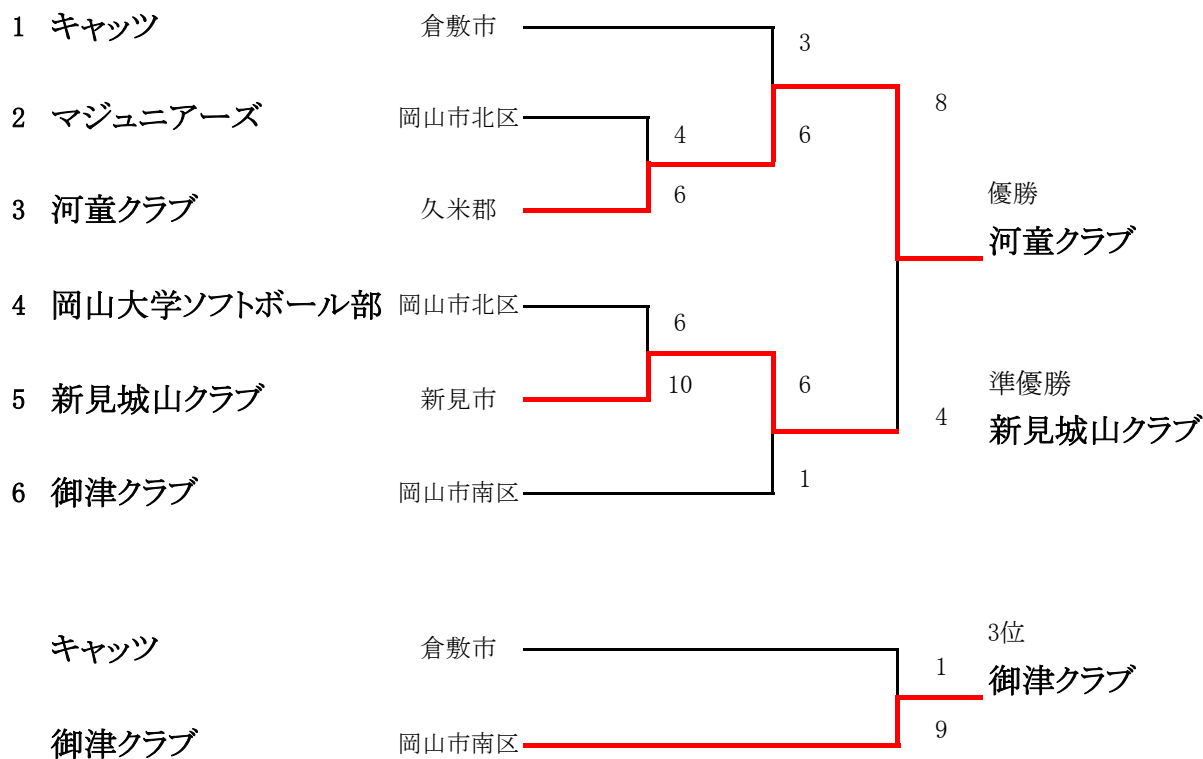 1 キャッツ 倉敷市 3
2 マジュニアーズ 岡山市北区 4 6 8
3 河童クラブ 久米郡 6
優勝
河童クラブ
4 岡山大学ソフトボール部 岡山市北区 6
5 新見城山クラブ 新見市 10 6
準優勝
4 新見城山クラブ
6 御津クラブ 岡山市南区 1
キャッツ 倉敷市 1
3位
御津クラブ
御津クラブ 岡山市南区 9